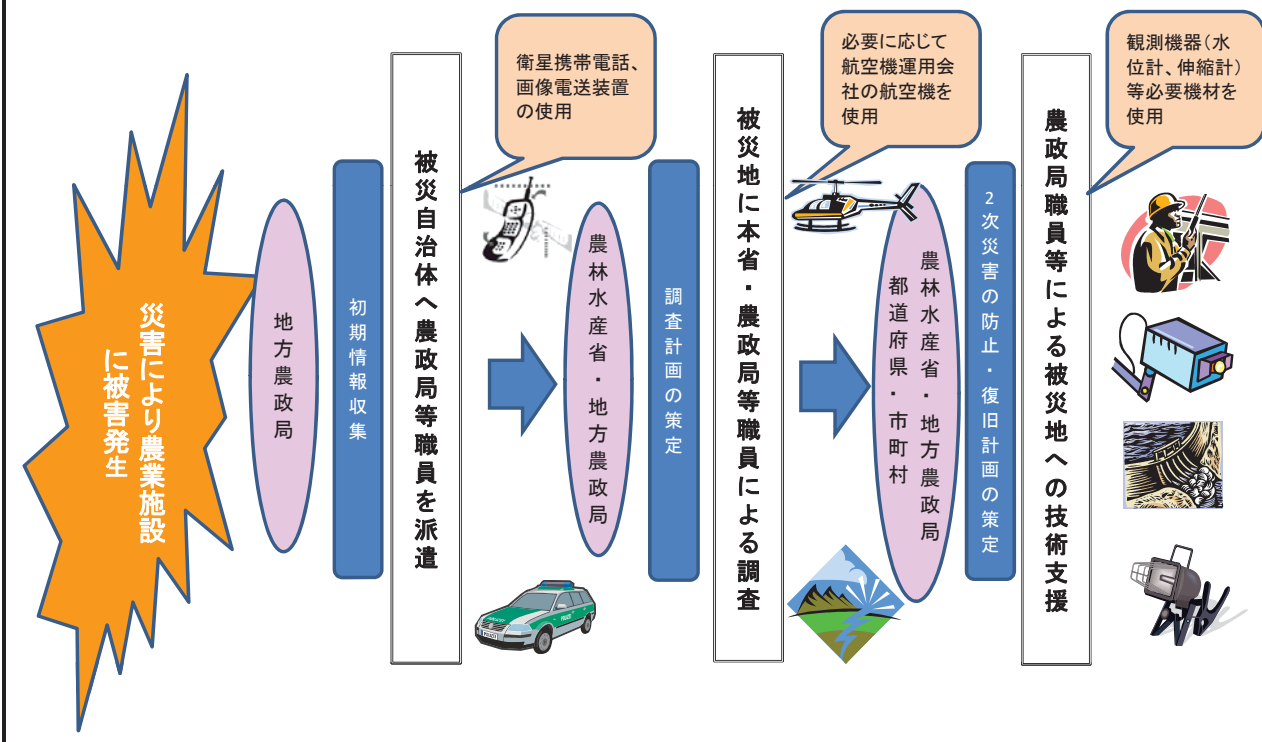 災害により農業施設
に被害発生
地方農政局
初期情報収集
被災自治体へ農政局等職員を派遣
衛星携帯電話、
画像電送装置
の使用
農林水産省・地方農政局
調査計画の策定
被災地に本省・農政局等職員による調査
必要に応じて
航空機運用会
社の航空機を
使用
農林水産省・地方農政局
都道府県・市町村
2次災害の防止・復旧計画の策定
農政局職員等による被災地への技術支援
観測機器(水
位計、伸縮計)
等必要機材を
使用